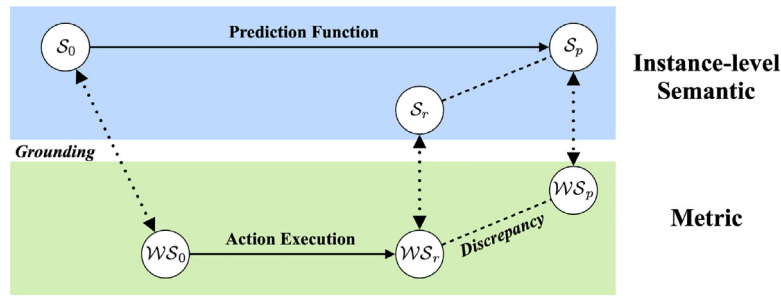 Prediction Function
𝒮0
𝒮p
Instance-level
Semantic
𝒮r
Grounding
𝒲𝒮p
Metric
Action Execution
Discrepancy
𝒲𝒮0
𝒲𝒮r